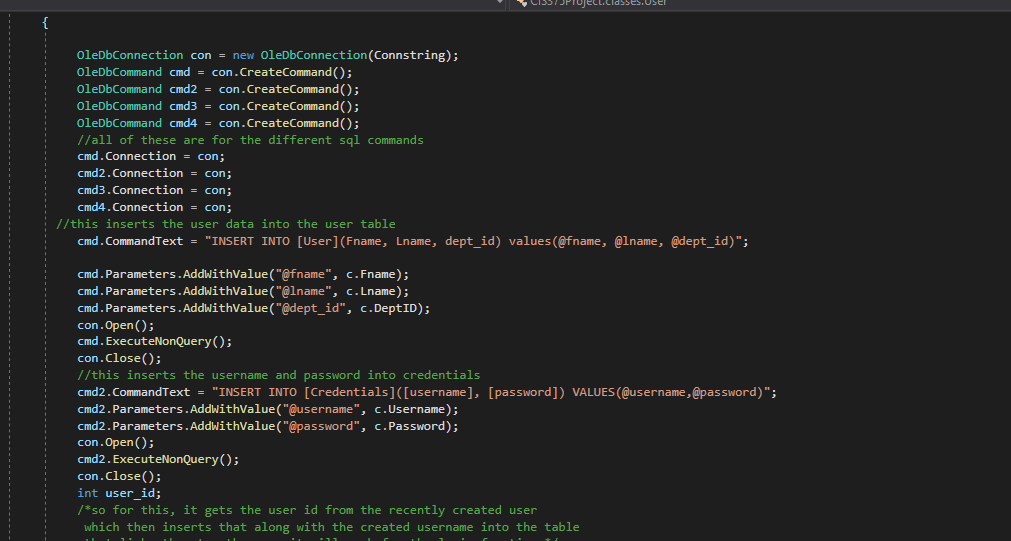 CIS375Project.classes.User
{
OleDbConnection con = new OleDbConnection(Connstring);
OleDbCommand cmd = con.CreateCommand();
OleDbCommand cmd2 = con.CreateCommand();
OleDbCommand cmd3 = con.CreateCommand();
OleDbCommand cmd4 = con.CreateCommand();
//all of these are for the different sql commands
cmd.Connection = con;
cmd2.Connection = con;
cmd3.Connection = con;
cmd4.Connection = con;
//this inserts the user data into the user table
cmd.CommandText = "INSERT INTO [User](Fname, Lname, dept_id) values(@fname, @lname, @dept_id)";
cmd.Parameters.AddWithValue("@fname", c.Fname);
cmd.Parameters.AddWithValue("@lname", c.Lname);
cmd.Parameters.AddWithValue("@dept_id", c.DeptID);
con.Open();
cmd.ExecuteNonQuery();
con.Close();
//this inserts the username and password into credentials
cmd2.CommandText = "INSERT INTO [Credentials]([username], [password]) VALUES(@username,@password)";
cmd2.Parameters.AddWithValue("@username", c.Username);
cmd2.Parameters.AddWithValue("@password", c.Password);
con.Open();
cmd2.ExecuteNonQuery();
con.Close();
int user_id;
/*so for this, it gets the user id from the recently created user
which then inserts that along with the created username into the table